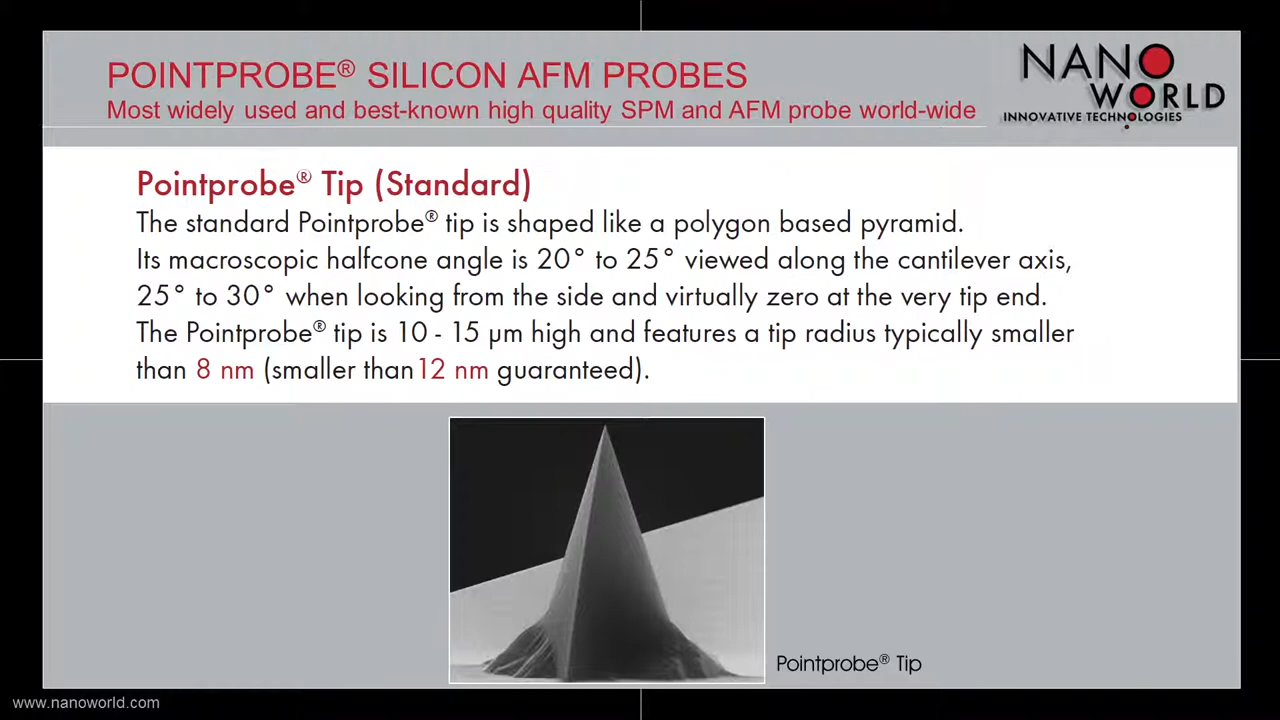 POINTPROBE® SILICON AFM PROBES
Most widely used and best-known high quality SPM and AFM probe world-wide
NANO
WORLD
INNOVATIVE TECHNOLOGIES
Pointprobe® Tip (Standard)
The standard Pointprobe® tip is shaped like a polygon based pyramid.
Its macroscopic halfcone angle is 20° to 25° viewed along the cantilever axis,
25° to 30° when looking from the side and virtually zero at the very tip end.
The Pointprobe® tip is 10 - 15 µm high and features a tip radius typically smaller
than 8 nm (smaller than 12 nm guaranteed).
Pointprobe® Tip
www.nanoworld.com